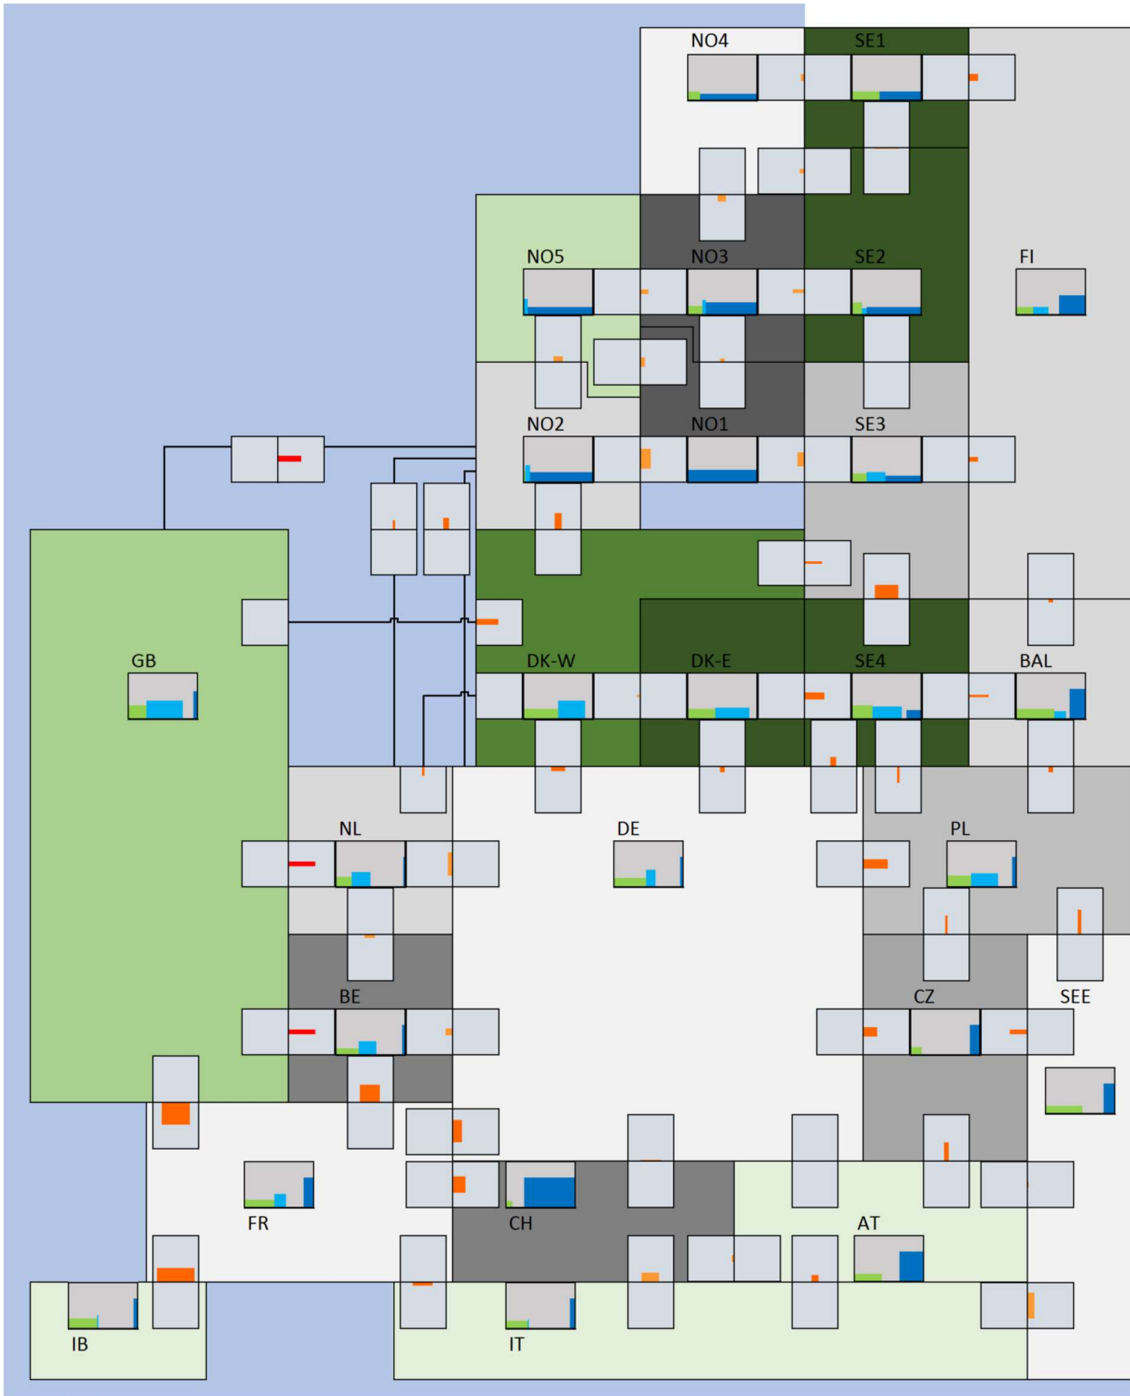 NO4 SE1
NO5 NO3 SE2 FI
NO2 NO1 SE3
GB DK-W DK-E SE4 BAL
NL DE PL
BE CZ SEE
FR CH AT
IB IT